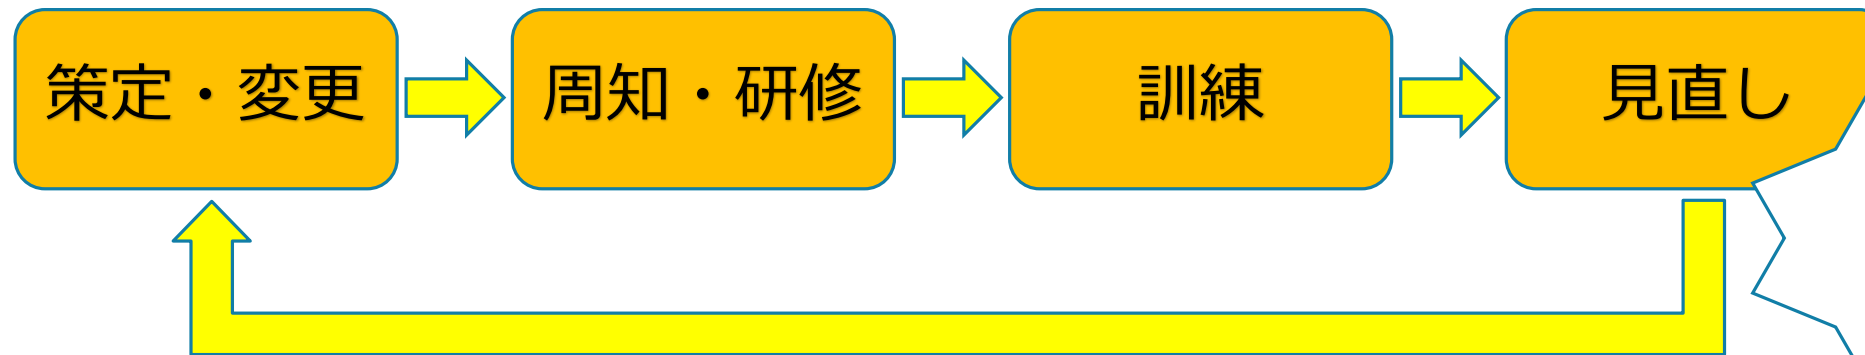 策定・変更
周知・研修
訓練
見直し